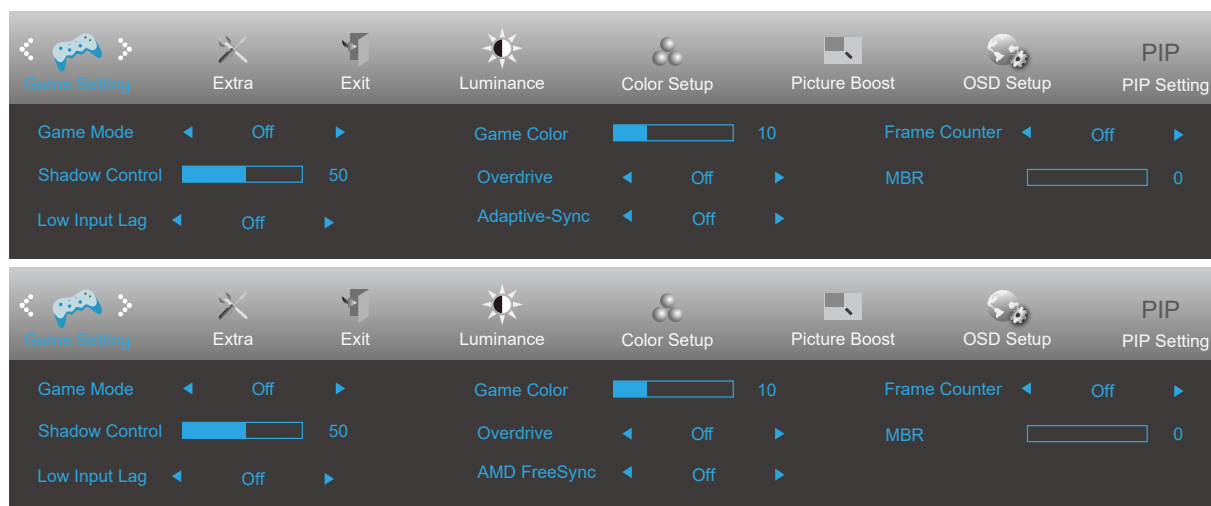 PIP
Game Setting Extra Exit Luminance Color Setup Picture Boost OSD Setup PIP Setting
Game Mode Off Game Color 10 Frame Counter Off
Shadow Control 50 Overdrive Off MBR 0
Low Input Lag Off Adaptive-Sync Off
PIP
Game Setting Extra Exit Luminance Color Setup Picture Boost OSD Setup PIP Setting
Game Mode Off Game Color 10 Frame Counter Off
Shadow Control 50 Overdrive Off MBR 0
Low Input Lag Off AMD FreeSync Off